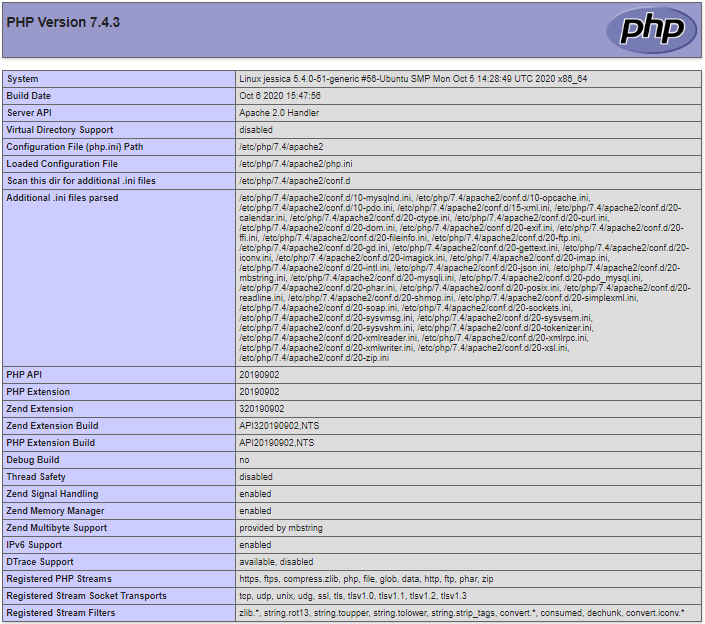 PHP Version 7.4.3
php
System Linux jessica 5.4.0-51-generic #56-Ubuntu SMP Mon Oct 5 14:28:49 UTC 2020 x86_64
Build Date Oct 6 2020 15:47:56
Server API Apache 2.0 Handler
Virtual Directory Support disabled
Configuration File (php.ini) Path /etc/php/7.4/apache2
Loaded Configuration File /etc/php/7.4/apache2/php.ini
Scan this dir for additional .ini files /etc/php/7.4/apache2/conf.d
Additional .ini files parsed /etc/php/7.4/apache2/conf.d/10-mysqlnd.ini, /etc/php/7.4/apache2/conf.d/10-opcache.ini,
/etc/php/7.4/apache2/conf.d/10-pdo.ini, /etc/php/7.4/apache2/conf.d/15-xml.ini, /etc/php/7.4/apache2/conf.d/20-
calendar.ini, /etc/php/7.4/apache2/conf.d/20-ctype.ini, /etc/php/7.4/apache2/conf.d/20-curl.ini,
/etc/php/7.4/apache2/conf.d/20-dom.ini, /etc/php/7.4/apache2/conf.d/20-exif.ini, /etc/php/7.4/apache2/conf.d/20-
ffi.ini, /etc/php/7.4/apache2/conf.d/20-fileinfo.ini, /etc/php/7.4/apache2/conf.d/20-ftp.ini,
/etc/php/7.4/apache2/conf.d/20-gd.ini, /etc/php/7.4/apache2/conf.d/20-gettext.ini, /etc/php/7.4/apache2/conf.d/20-
iconv.ini, /etc/php/7.4/apache2/conf.d/20-imagick.ini, /etc/php/7.4/apache2/conf.d/20-imap.ini,
/etc/php/7.4/apache2/conf.d/20-intl.ini, /etc/php/7.4/apache2/conf.d/20-json.ini, /etc/php/7.4/apache2/conf.d/20-
mbstring.ini, /etc/php/7.4/apache2/conf.d/20-mysqli.ini, /etc/php/7.4/apache2/conf.d/20-pdo_mysql.ini,
/etc/php/7.4/apache2/conf.d/20-phar.ini, /etc/php/7.4/apache2/conf.d/20-posix.ini, /etc/php/7.4/apache2/conf.d/20-
readline.ini, /etc/php/7.4/apache2/conf.d/20-shmop.ini, /etc/php/7.4/apache2/conf.d/20-simplexml.ini,
/etc/php/7.4/apache2/conf.d/20-soap.ini, /etc/php/7.4/apache2/conf.d/20-sockets.ini,
/etc/php/7.4/apache2/conf.d/20-sysvmsg.ini, /etc/php/7.4/apache2/conf.d/20-sysvsem.ini,
/etc/php/7.4/apache2/conf.d/20-sysvshm.ini, /etc/php/7.4/apache2/conf.d/20-tokenizer.ini,
/etc/php/7.4/apache2/conf.d/20-xmlreader.ini, /etc/php/7.4/apache2/conf.d/20-xmlrpc.ini,
/etc/php/7.4/apache2/conf.d/20-xmlwriter.ini, /etc/php/7.4/apache2/conf.d/20-xsl.ini,
/etc/php/7.4/apache2/conf.d/20-zip.ini
PHP API 20190902
PHP Extension 20190902
Zend Extension 320190902
Zend Extension Build API320190902,NTS
PHP Extension Build API20190902,NTS
Debug Build no
Thread Safety disabled
Zend Signal Handling enabled
Zend Memory Manager enabled
Zend Multibyte Support provided by mbstring
IPv6 Support enabled
DTrace Support available, disabled
Registered PHP Streams https, ftps, compress.zlib, php, file, glob, data, http, ftp, phar, zip
Registered Stream Socket Transports tcp, udp, unix, udg, ssl, tls, tlsv1.0, tlsv1.1, tlsv1.2, tlsv1.3
Registered Stream Filters zlib.*, string.rot13, string.toupper, string.tolower, string.strip_tags, convert.*, consumed, dechunk, convert.iconv.*